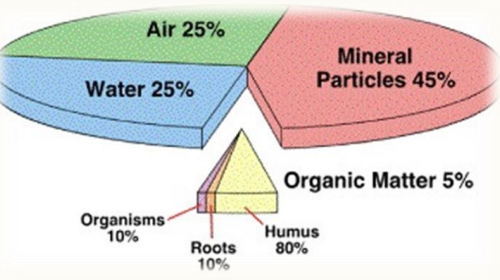 Air 25%
Mineral
Particles 45%
Water 25%
Organic Matter 5%
Organisms
10%
Roots
10%
Humus
80%